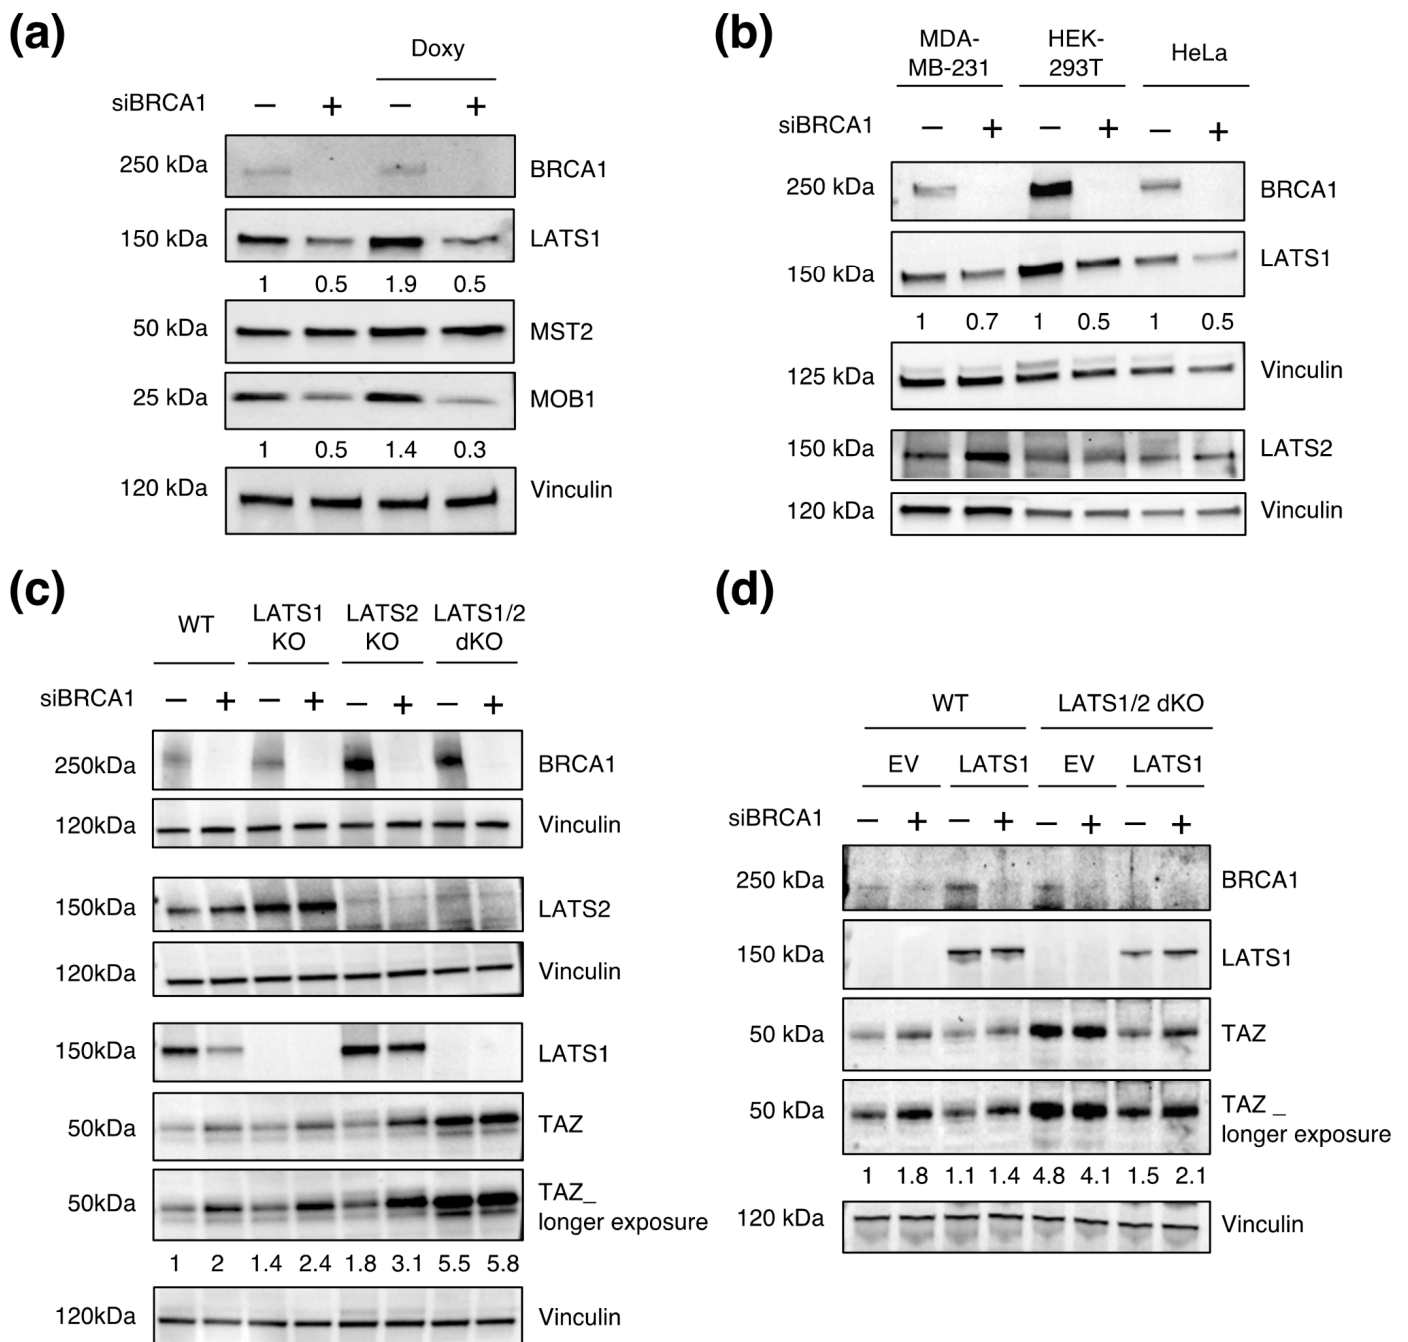 (a)
Doxy
siBRCA1 – + – +
250 kDa BRCA1
150 kDa LATS1
1 0.5 1.9 0.5
50 kDa MST2
25 kDa MOB1
1 0.5 1.4 0.3
120 kDa Vinculin
(b)
MDA- HEK- HeLa
MB-231 293T
siBRCA1 – + – + – +
250 kDa BRCA1
150 kDa LATS1
1 0.7 1 0.5 1 0.5
125 kDa Vinculin
150 kDa LATS2
120 kDa Vinculin
(c)
WT LATS1 LATS2 LATS1/2
KO KO dKO
siBRCA1 – + – + – + – +
250kDa BRCA1
120kDa Vinculin
150kDa LATS2
120kDa Vinculin
150kDa LATS1
50kDa TAZ
50kDa TAZ_
longer exposure
1 2 1.4 2.4 1.8 3.1 5.5 5.8
120kDa Vinculin
(d)
WT LATS1/2 dKO
EV LATS1 EV LATS1
siBRCA1 – + – + – + – +
250 kDa BRCA1
150 kDa LATS1
50 kDa TAZ
50 kDa TAZ _
longer exposure
1 1.8 1.1 1.4 4.8 4.1 1.5 2.1
120 kDa Vinculin